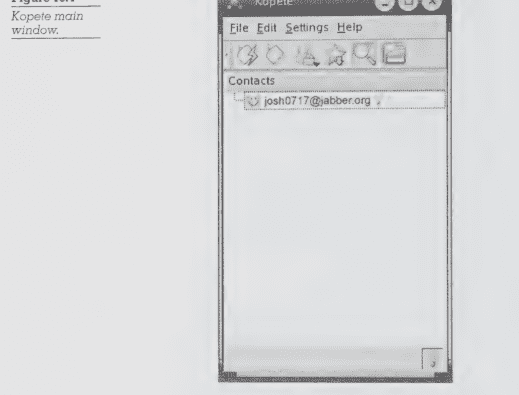 Kopete main
window.
Kopete
File Edit Settings Help
Contacts
josh0717@jabber.org